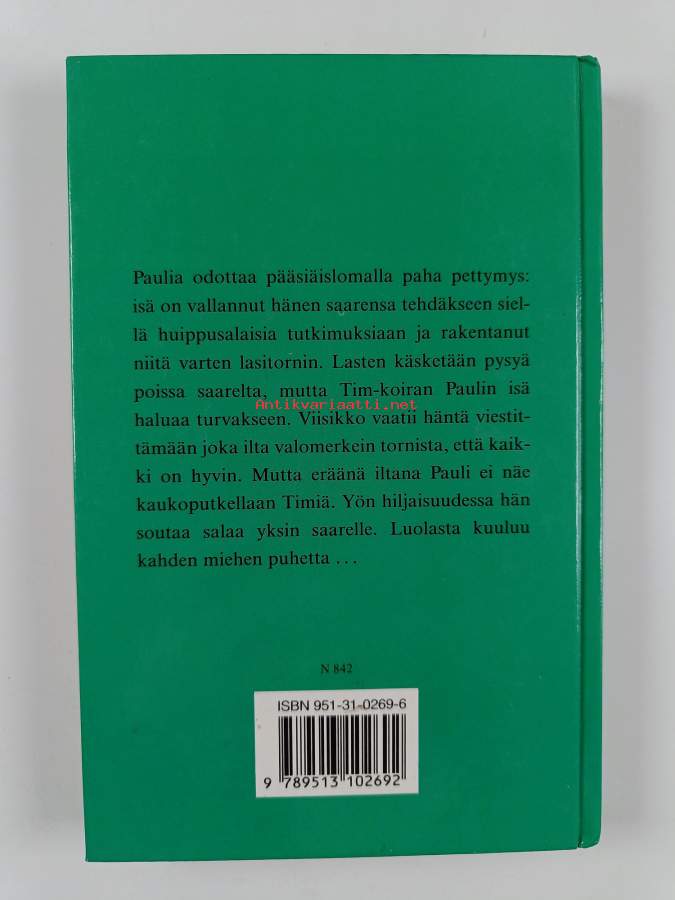 Paulia odottaa pääsiäislomalla paha pettymys:
isä on vallannut hänen saarensa tehdäkseen siel-
lä huippusalaisia tutkimuksiaan ja rakentanut
niitä varten lasitornin. Lasten käsketään pysyä
poissa saarelta, mutta Tim-koiran Paulin isä
Antikvariaatti.net
haluaa turvakseen. Viisikko vaatii häntä viestit-
tämään joka ilta valomerkein tornista, että kaik-
ki on hyvin. Mutta eräänä iltana Pauli ei näe
kaukoputkellaan Timiä. Yön hiljaisuudessa hän
soutaa salaa yksin saarelle. Luolasta kuuluu
kahden miehen puhetta ...
N 842
ISBN 951-31-0269-6
9 789513 102692